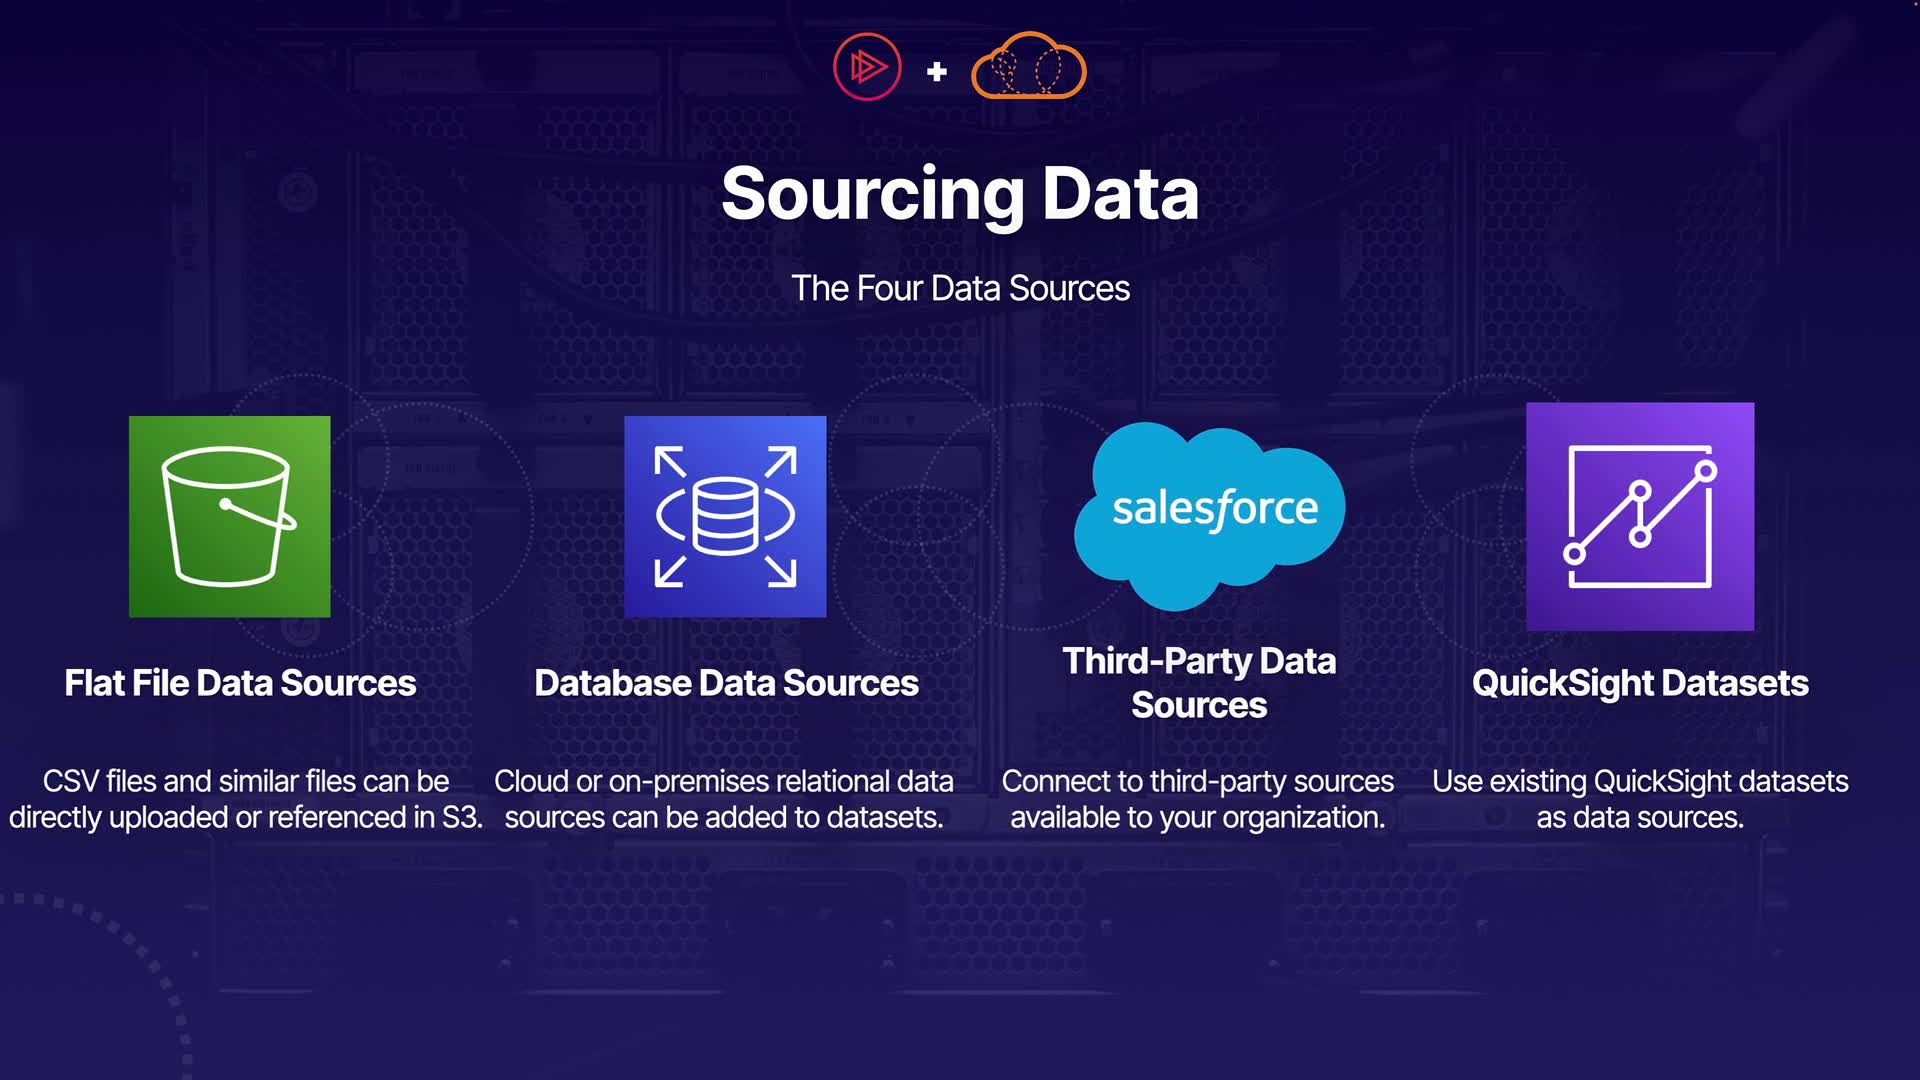 +
Sourcing Data
The Four Data Sources
salesforce
Flat File Data Sources
CSV files and similar files can be
directly uploaded or referenced in S3.
Database Data Sources
Cloud or on-premises relational data
sources can be added to datasets.
Third-Party Data
Sources
Connect to third-party sources
available to your organization.
QuickSight Datasets
Use existing QuickSight datasets
as data sources.